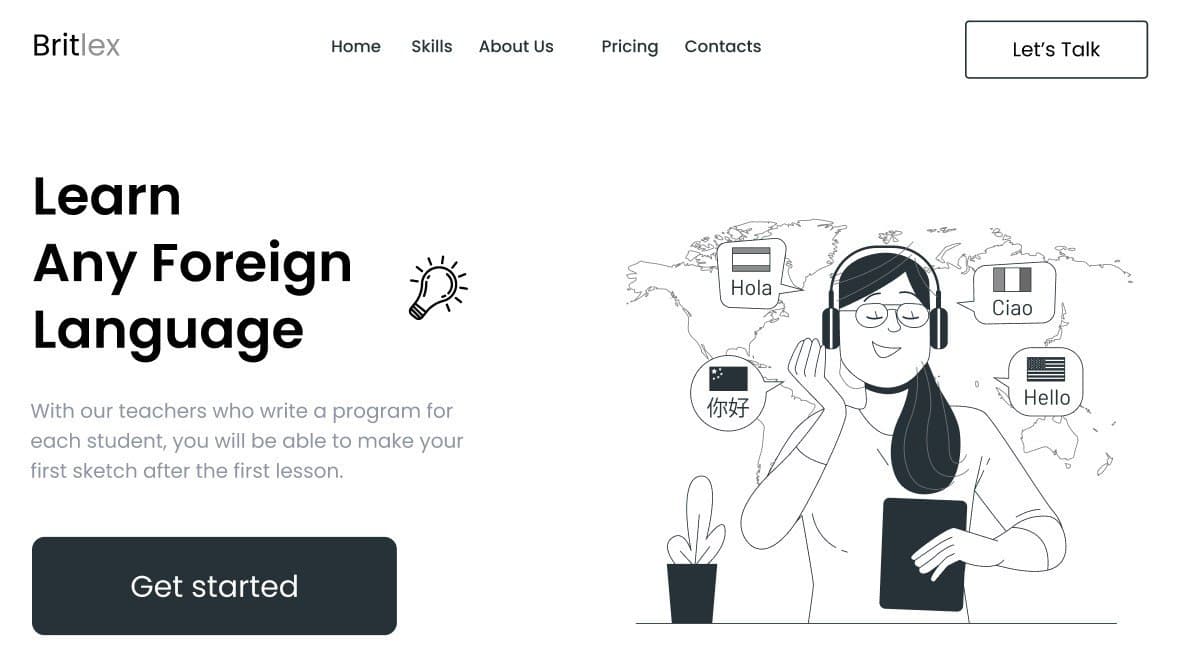 Britlex
Home Skills About Us Pricing Contacts
Let’s Talk
Learn
Any Foreign
Language
With our teachers who write a program for
each student, you will be able to make your
first sketch after the first lesson.
Get started
Hola
Ciao
你好
Hello